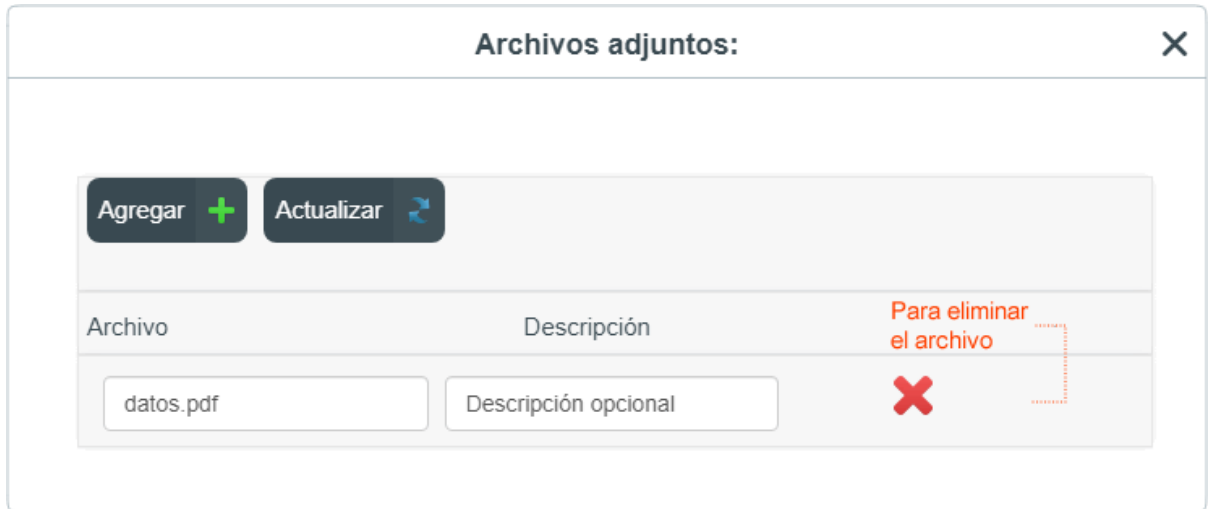 Archivos adjuntos:
Agregar
Actualizar
Archivo
Descripción
Para eliminar
el archivo
datos.pdf
Descripción opcional